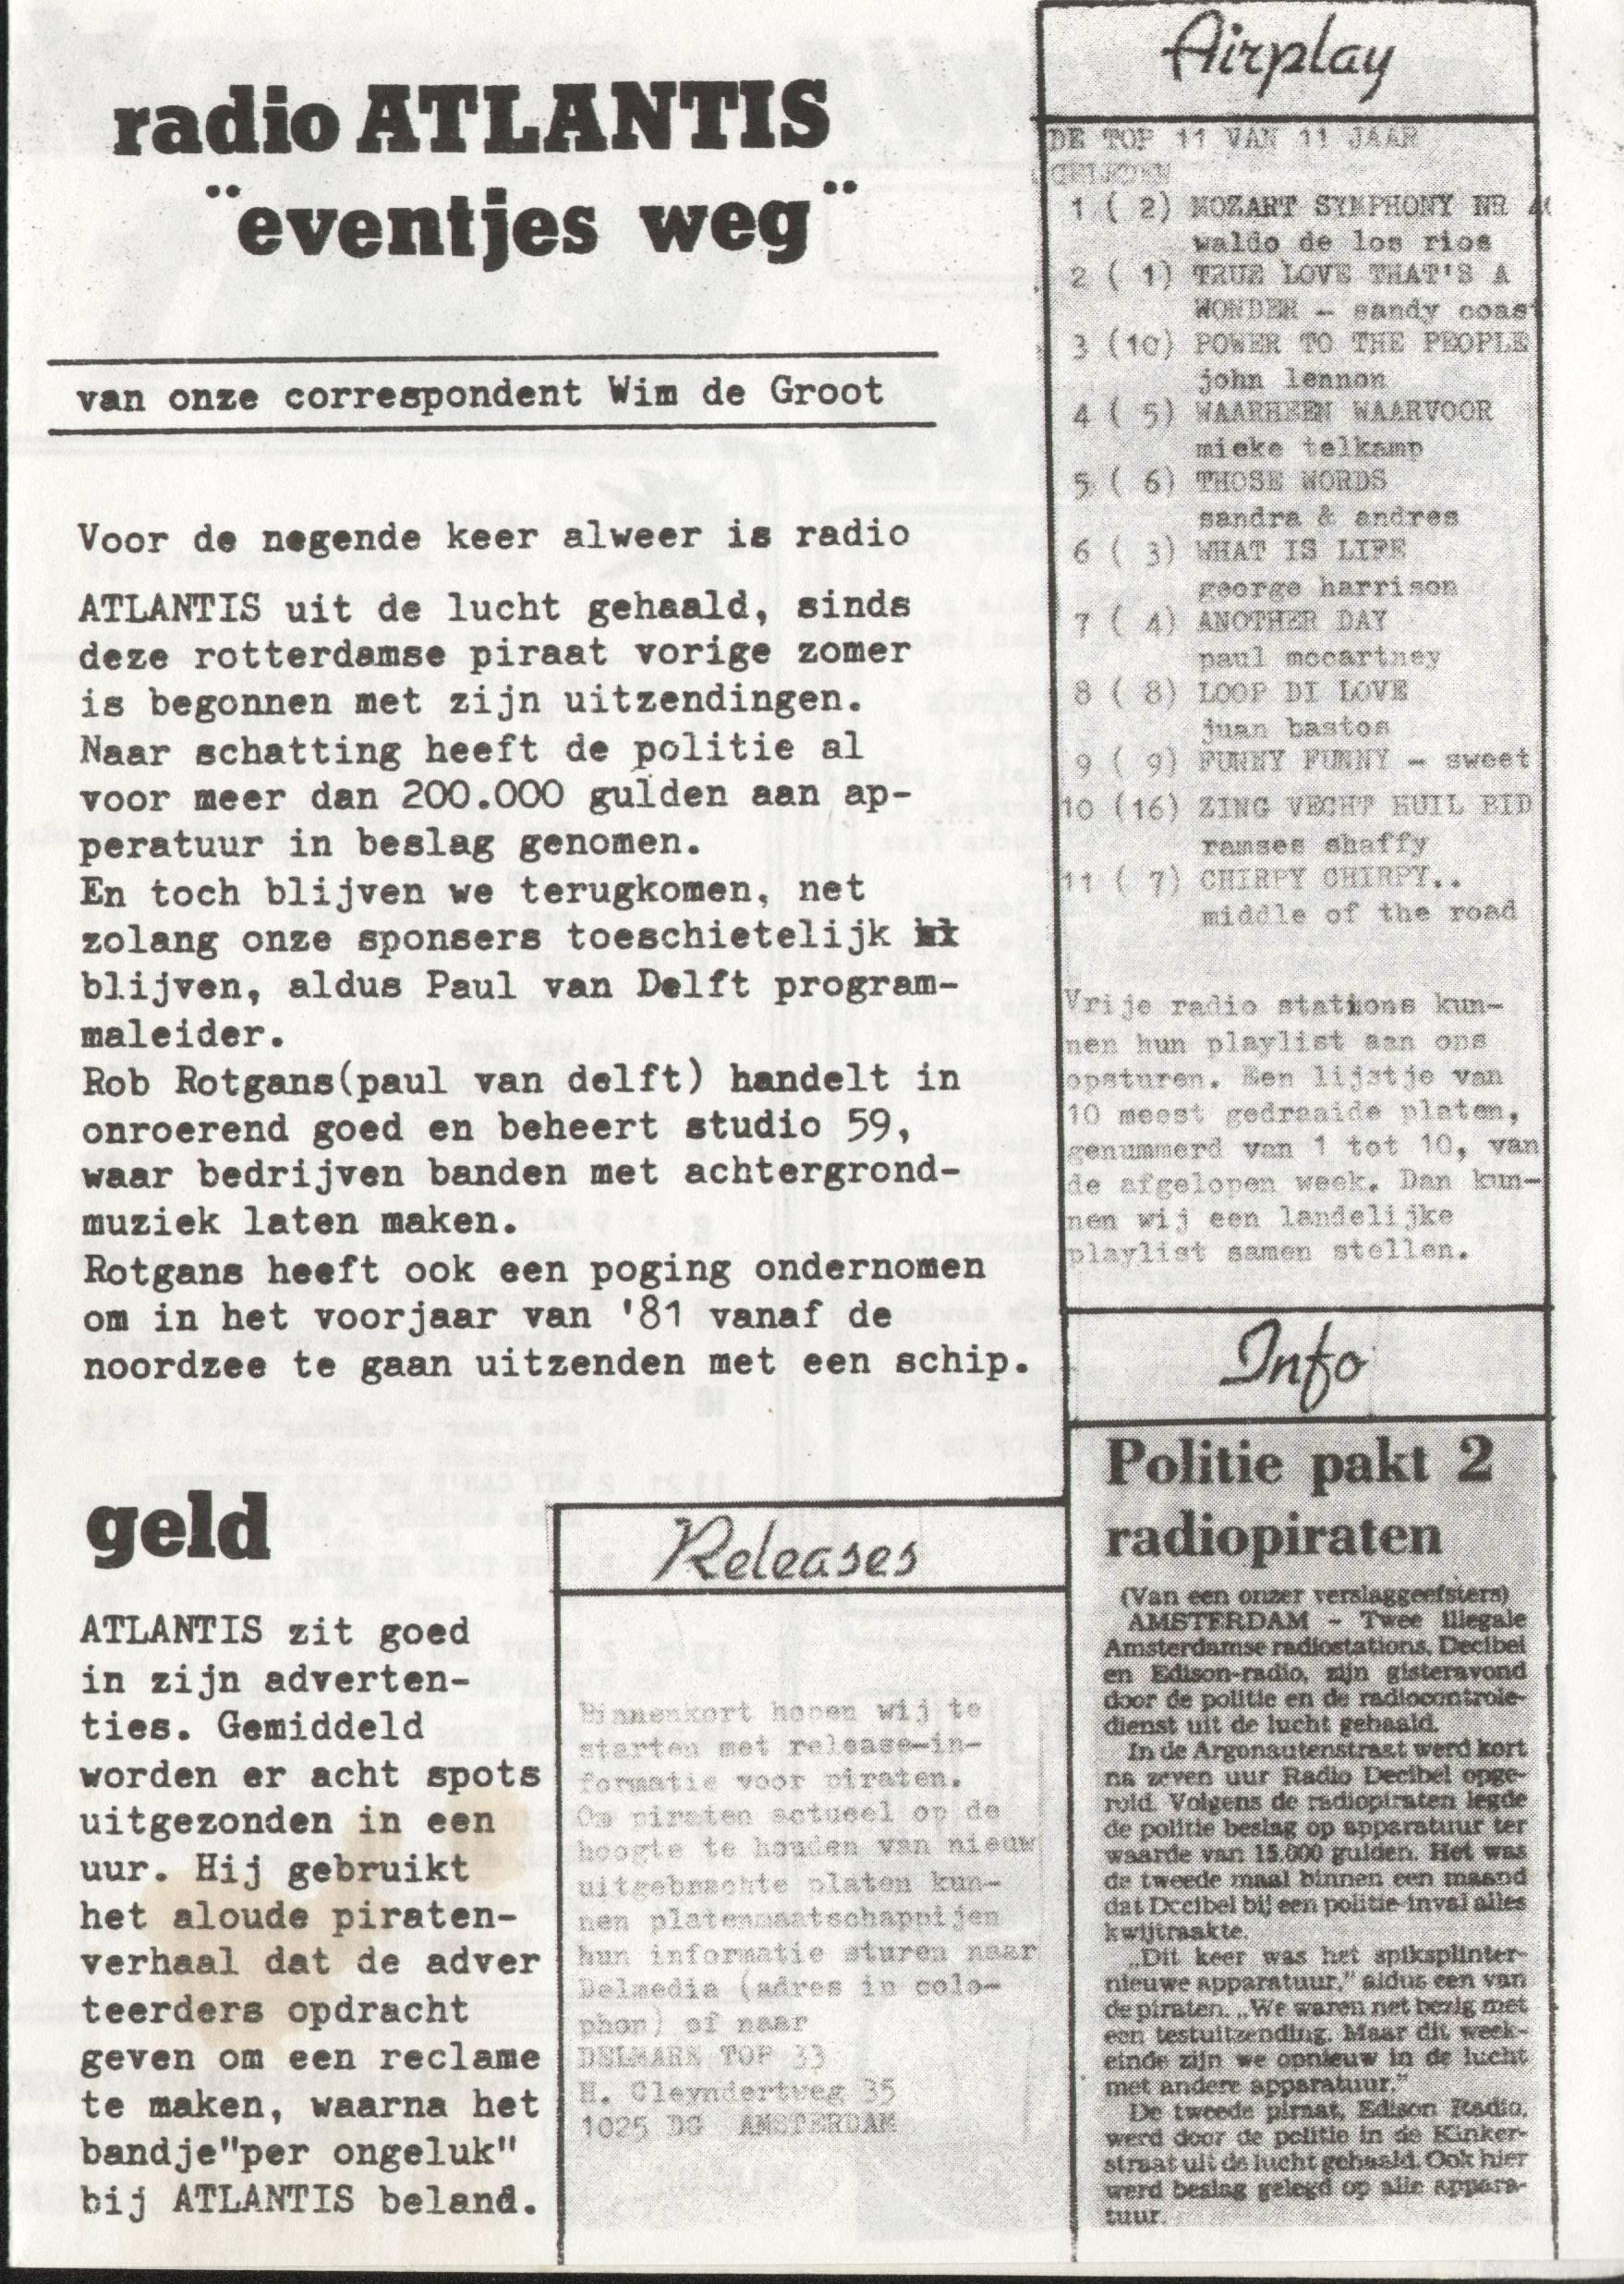 radio ATLANTIS
¨eventjes weg¨
van onze correspondent Wim de Groot
Voor de negende keer alweer is radio
ATLANTIS uit de lucht gehaald, sinds
deze rotterdamse piraat vorige zomer
is begonnen met zijn uitzendingen.
Naar schatting heeft de politie al
voor meer dan 200.000 gulden aan ap-
peratuur in beslag genomen.
En toch blijven we terugkomen, net
zolang onze sponsers toeschietelijk
blijven, aldus Paul van Delft program-
maleider.
Rob Rotgans(paul van delft) handelt in
onroerend goed en beheert studio 59,
waar bedrijven banden met achtergrond-
muziek laten maken.
Rotgans heeft ook een poging ondernomen
om in het voorjaar van '81 vanaf de
noordzee te gaan uitzenden met een schip.
geld
ATLANTIS zit goed
in zijn adverten-
ties. Gemiddeld
worden er acht spots
uitgezonden in een
uur. Hij gebruikt
het aloude piraten-
verhaal dat de adver
teerders opdracht
geven om een reclame
te maken, waarna het
bandje"per ongeluk"
bij ATLANTIS beland.
Releases
Binnenkort hopen wij te
starten met release-in-
formatie voor piraten.
Om piraten actueel op de
hoogte te houden van nieuw
uitgebrachte platen kun-
nen platenmaatschappijen
hun informatie sturen naar
Delmedia (adres in colo-
phon) of naar
DELMARE TOP 33
H. Cleyndertweg 35
1025 DG AMSTERDAM
Airplay
DE TOP 11 VAN 11 JAAR
GELEDEN
1 ( 2) MOZART SYMPHONY NR 40
waldo de los rios
2 ( 1) TRUE LOVE THAT'S A
WONDER - sandy coast
3 (10) POWER TO THE PEOPLE
john lennon
4 ( 5) WAARHEEN WAARVOOR
mieke telkamp
5 ( 6) THOSE WORDS
sandra & andres
6 ( 3) WHAT IS LIFE
george harrison
7 ( 4) ANOTHER DAY
paul mccartney
8 ( 8) LOOP DI LOVE
juan bastos
9 ( 9) FUNNY FUNNY - sweet
10 (16) ZING VECHT HUIL BID
ramses shaffy
11 ( 7) CHIRPY CHIRPY..
middle of the road
Vrije radio stations kun-
nen hun playlist aan ons
opsturen. Een lijstje van
10 meest gedraaide platen,
genummerd van 1 tot 10, van
de afgelopen week. Dan kun-
nen wij een landelijke
playlist samen stellen.
Info
Politie pakt 2
radiopiraten
(Van een onzer verslaggeefsters)
AMSTERDAM - Twee illegale
Amsterdamse radiostations, Decibel
en Edison-radio, zijn gisteravond
door de politie en de radiocontrole-
dienst uit de lucht gehaald.
In de Argonautenstraat werd kort
na zeven uur Radio Decibel opge-
rold. Volgens de radiopiraten legde
de politie beslag op apparatuur ter
waarde van 15.000 gulden. Het was
de tweede maal binnen een maand
dat Decibel bij een politie-inval alles
kwijtraakte.
„Dit keer was het spiksplinter-
nieuwe apparatuur," aldus een van
de piraten. „We waren net bezig met
een testuitzending. Maar dit week-
einde zijn we opnieuw in de lucht
met andere apparatuur."
De tweede piraat, Edison Radio,
werd door de politie in de Kinker-
straat uit de lucht gehaald. Ook hier
werd beslag gelegd op alle appara-
tuur.